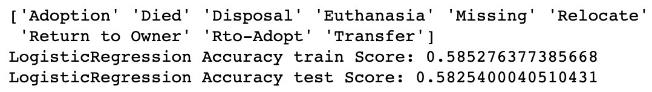 ['Adoption' 'Died' 'Disposal' 'Euthanasia' 'Missing' 'Relocate'
'Return to Owner' 'Rto-Adopt' 'Transfer']
LogisticRegression Accuracy train Score: 0.585276377385668
LogisticRegression Accuracy test Score: 0.5825400040510431